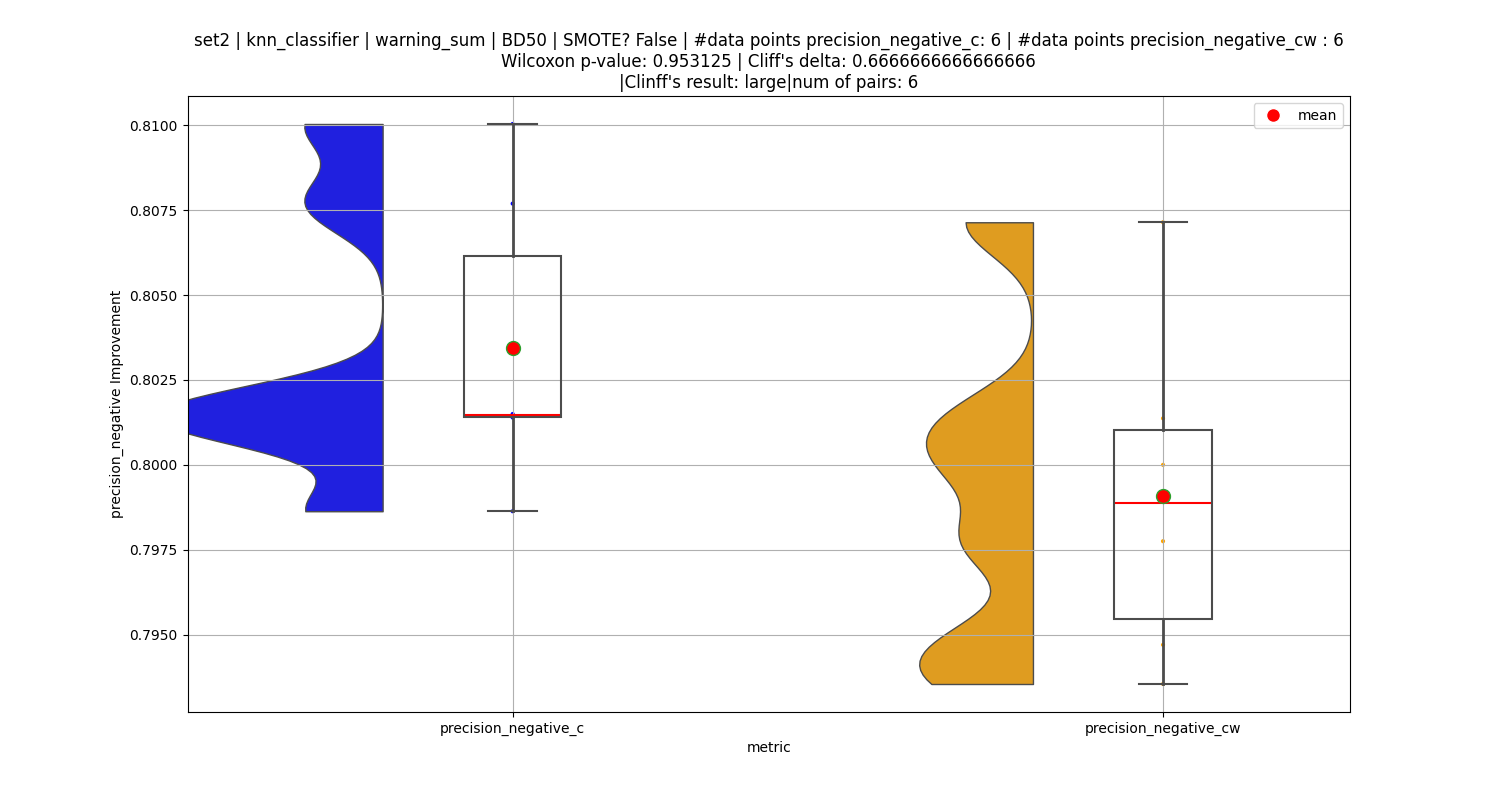 set2 | knn_classifier | warning_sum | BD50 | SMOTE? False | #data points precision_negative_c: 6 | #data points precision_negative_cw : 6
Wilcoxon p-value: 0.953125 | Cliff's delta: 0.6666666666666666
|Clinff's result: large|num of pairs: 6
mean
0.8100
0.8075
0.8050
0.8025
0.8000
0.7975
0.7950
precision_negative Improvement
precision_negative_c
precision_negative_cw
metric